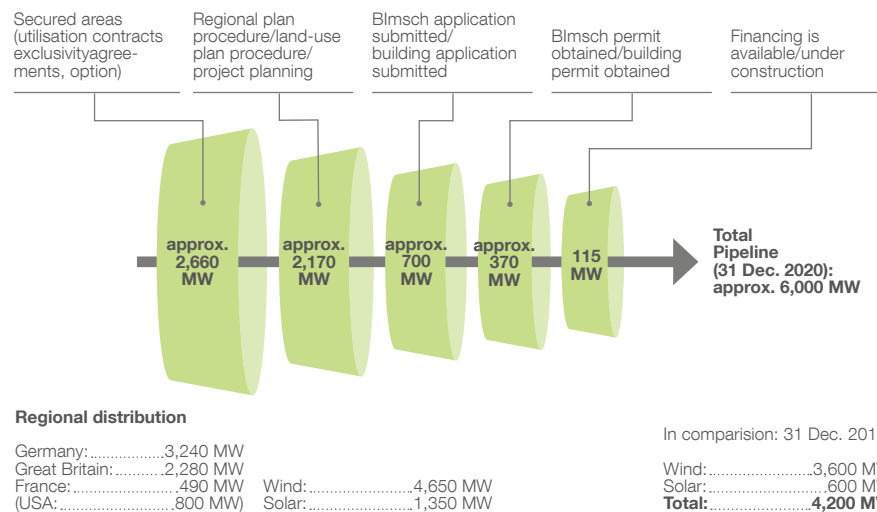 Secured areas
(utilisation contracts
exclusivityagree-
ments, option)
Regional plan
procedure/land-use
plan procedure/
project planning
BImsch application
submitted/
building application
submitted
BImsch permit
obtained/building
permit obtained
Financing is
available/under
construction
approx.
2,660
MW
approx.
2,170
MW
approx.
700
MW
approx.
370
MW
115
MW
Total
Pipeline
(31 Dec. 2020):
approx. 6,000 MW
Regional distribution
Germany: 3,240 MW
Great Britain: 2,280 MW
France: 490 MW
(USA: 800 MW)
Wind: 4,650 MW
Solar: 1,350 MW
In comparision: 31 Dec. 201
Wind: 3,600 M
Solar: 600 M
Total: 4,200 M